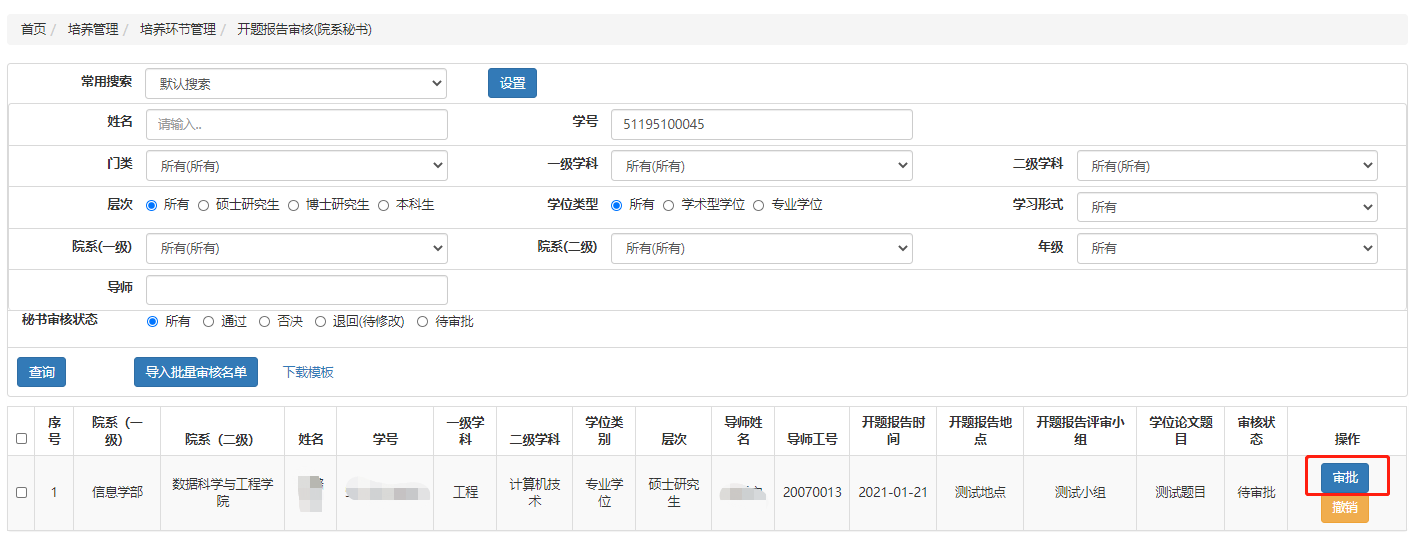 首页 / 培养管理 / 培养环节管理 / 开题报告审核(院系秘书)
常用搜索 默认搜索 设置
姓名 请输入.. 学号 51195100045
门类 所有(所有) 一级学科 所有(所有) 二级学科 所有(所有)
层次 所有 硕士研究生 博士研究生 本科生 学位类型 所有 学术型学位 专业学位 学习形式 所有
院系(一级) 所有(所有) 院系(二级) 所有(所有) 年级 所有
导师
秘书审核状态 所有 通过 否决 退回(待修改) 待审批
查询 导入批量审核名单 下载模板
序号 院系（一级） 院系（二级） 姓名 学号 一级学科 二级学科 学位类别 层次 导师姓名 导师工号 开题报告时间 开题报告地点 开题报告评审小组 学位论文题目 审核状态 操作
1 信息学部 数据科学与工程学院 工程 计算机技术 专业学位 硕士研究生 20070013 2021-01-21 测试地点 测试小组 测试题目 待审批 审批
撤销